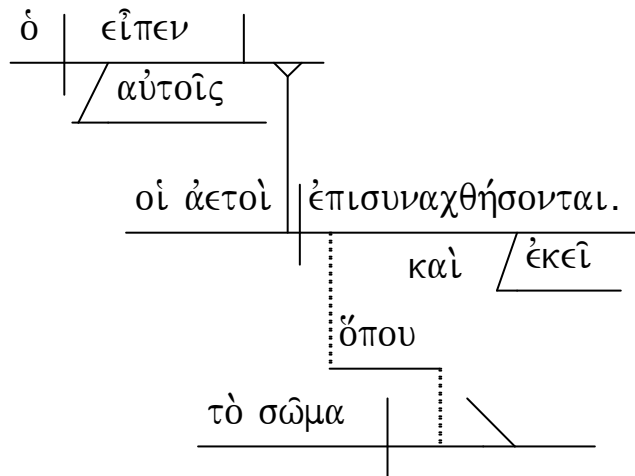 ὁ εἶπεν
αὐτοῖς
οἱ ἀετοὶ ἐπισυναχθήσονται.
καὶ ἐκεῖ
ὅπου
τὸ σῶμα